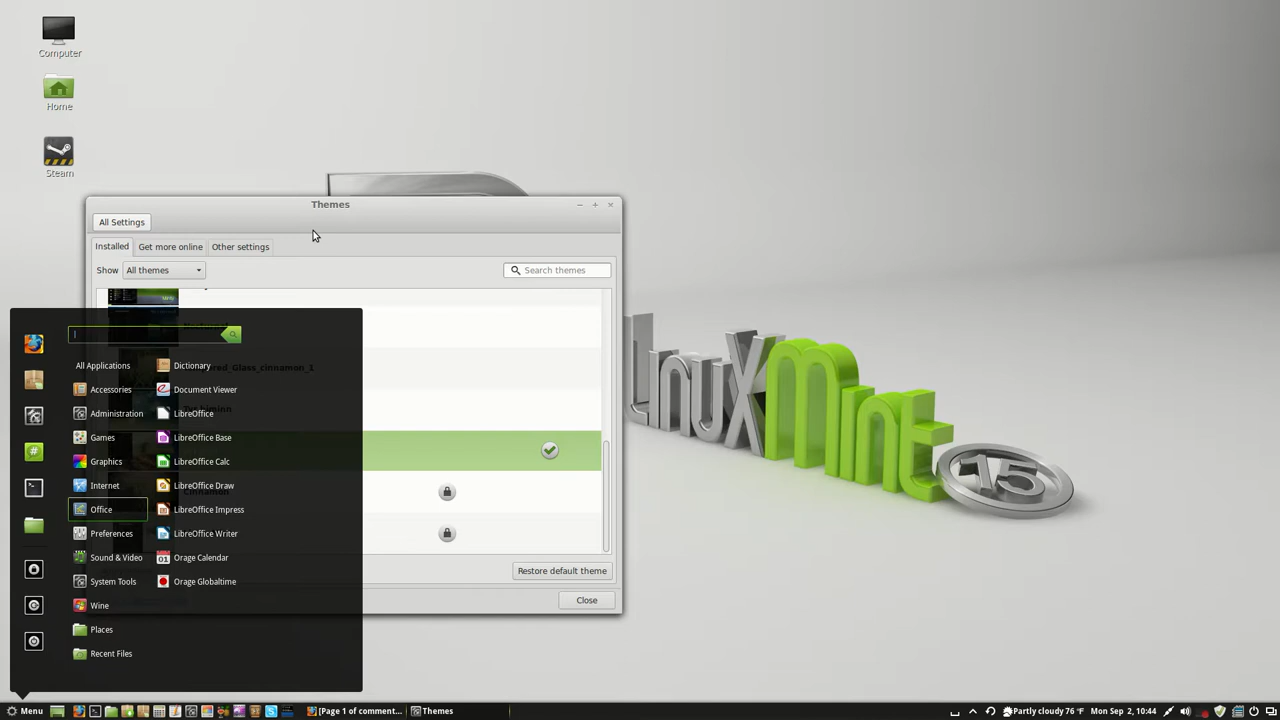 Computer
Home
Steam
Themes
All Settings
Installed
Get more online
Other settings
Show
All themes
Search themes
ered_Glass_cinnamon_1
Cinnamon
Restore default theme
Close
All Applications
Accessories
Administration
Games
Graphics
Internet
Office
Preferences
Sound & Video
System Tools
Wine
Places
Recent Files
Dictionary
Document Viewer
LibreOffice
LibreOffice Base
LibreOffice Calc
LibreOffice Draw
LibreOffice Impress
LibreOffice Writer
01
Orage Calendar
Orage Globaltime
LinuxMint
15
Menu
[Page 1 of comment...
Themes
Partly cloudy 76 °F
Mon Sep 2, 10:44